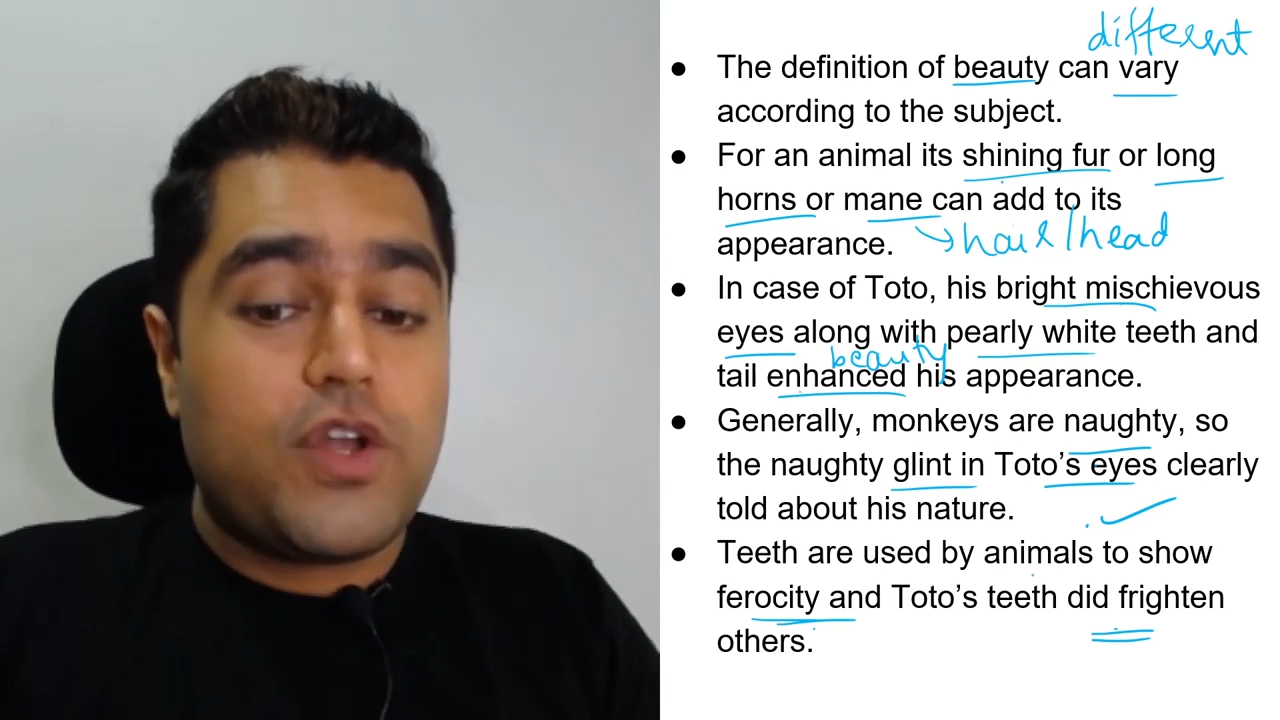 different
● The definition of beauty can vary
according to the subject.
● For an animal its shining fur or long
horns or mane can add to its
appearance. → hair/head
● In case of Toto, his bright mischievous
eyes along with pearly white teeth and
beauty
tail enhanced his appearance.
● Generally, monkeys are naughty, so
the naughty glint in Toto’s eyes clearly
told about his nature.
● Teeth are used by animals to show
ferocity and Toto’s teeth did frighten
others.